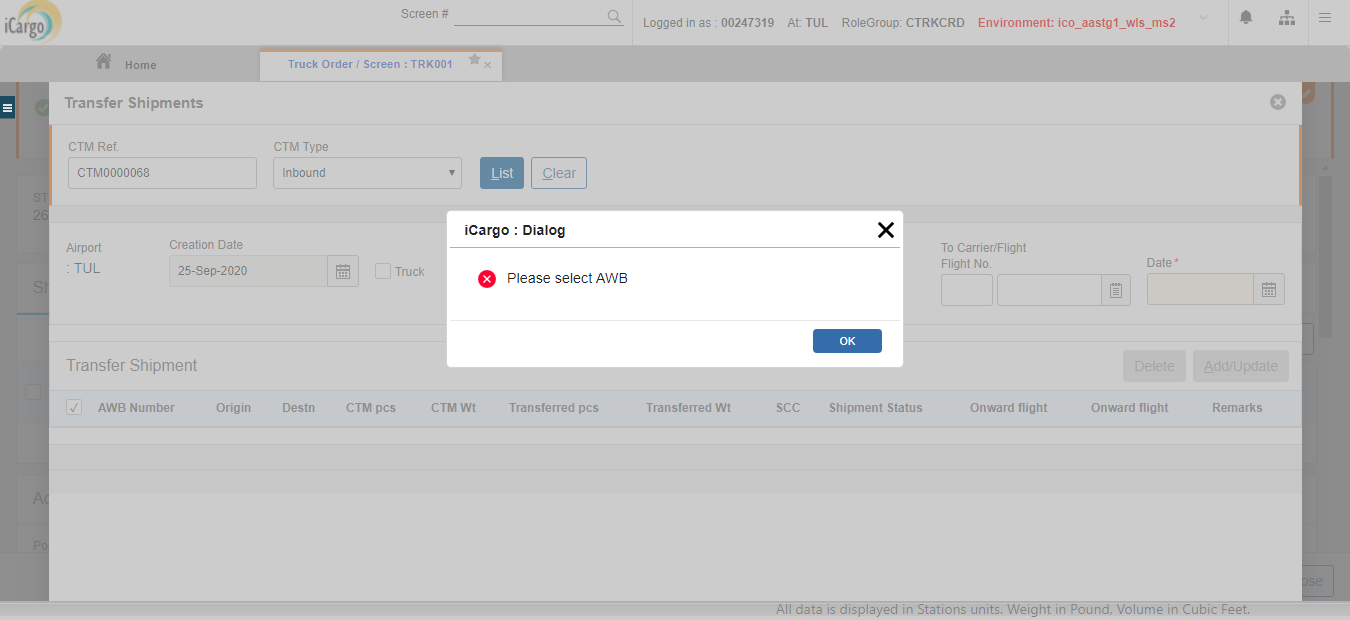 iCargo
Screen #
Logged in as : 00247319 At: TUL RoleGroup: CTRKCRD Environment: ico_aastg1_wls_ms2
Home
Truck Order / Screen : TRK001
Transfer Shipments
CTM Ref.
CTM Type
CTM0000068
Inbound
List
Clear
ST
26
Airport
: TUL
Creation Date
25-Sep-2020
Truck
To Carrier/Flight
Flight No.
Date*
Sh
iCargo : Dialog
Please select AWB
OK
Transfer Shipment
Delete
Add/Update
AWB Number Origin Destn CTM pcs CTM Wt Transferred pcs Transferred Wt SCC Shipment Status Onward flight Onward flight Remarks
Ac
Po
ose
All data is displayed in Stations units. Weight in Pound, Volume in Cubic Feet.